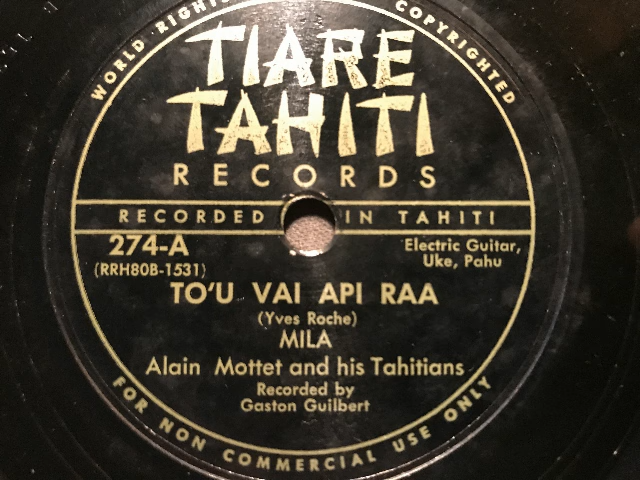 WORLD RIGHTS COPYRIGHTED
TIARE
TAHITI
RECORDS
RECORDED IN TAHITI
274-A
(RRH80B-1531)
Electric Guitar,
Uke, Pahu
TO'U VAI API RAA
(Yves Roche)
MILA
Alain Mottet and his Tahitians
Recorded by
Gaston Guilbert
FOR NON COMMERCIAL USE ONLY